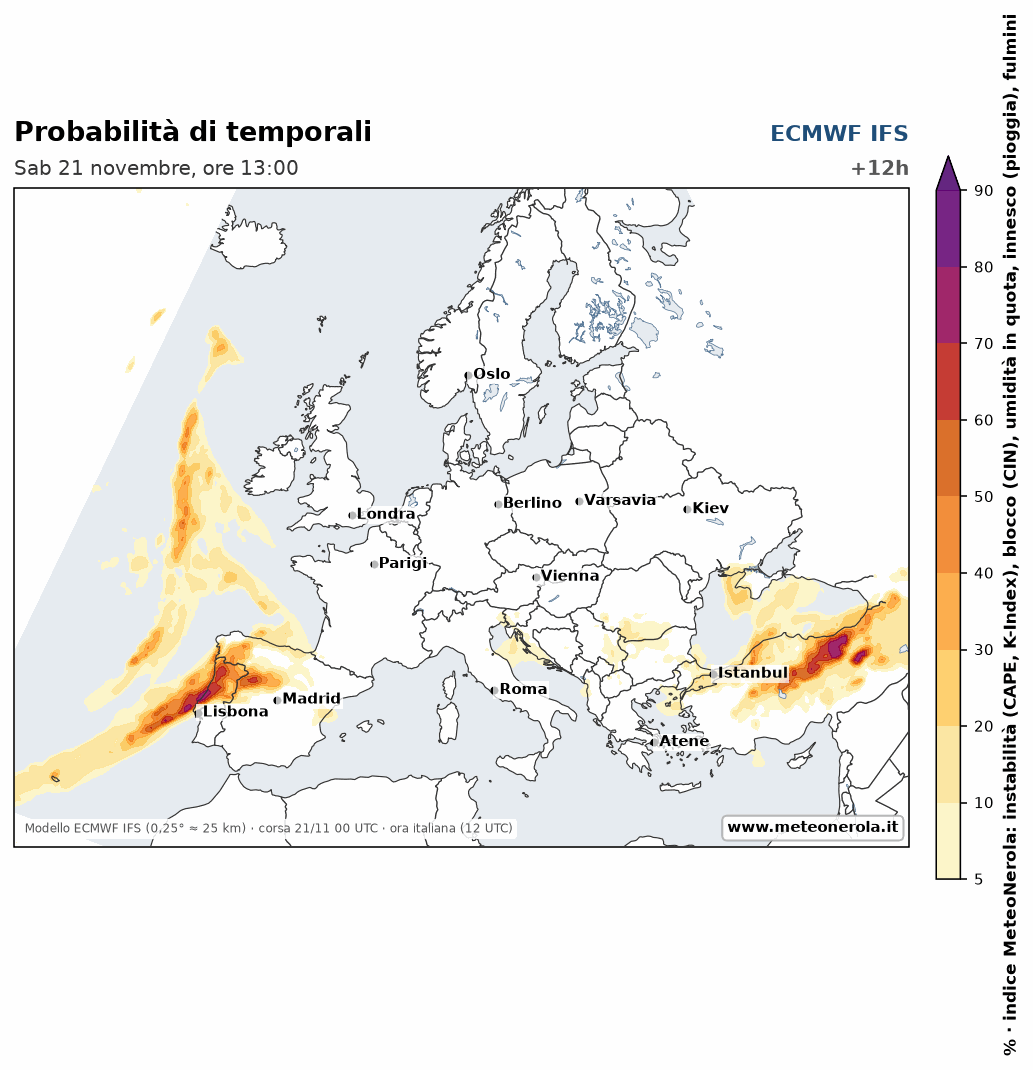 Probabilità di temporali
ECMWF IFS
Sab 21 novembre, ore 13:00
+12h
Oslo
Londra
Berlino
Varsavia
Kiev
Parigi
Vienna
Roma
Istanbul
Madrid
Lisbona
Atene
Modello ECMWF IFS (0,25° ≈ 25 km) · corsa 21/11 00 UTC · ora italiana (12 UTC)
www.meteonerola.it
90
80
70
60
50
40
30
20
10
5
% · indice MeteoNerola: instabilità (CAPE, K-Index), blocco (CIN), umidità in quota, innesco (pioggia), fulmini